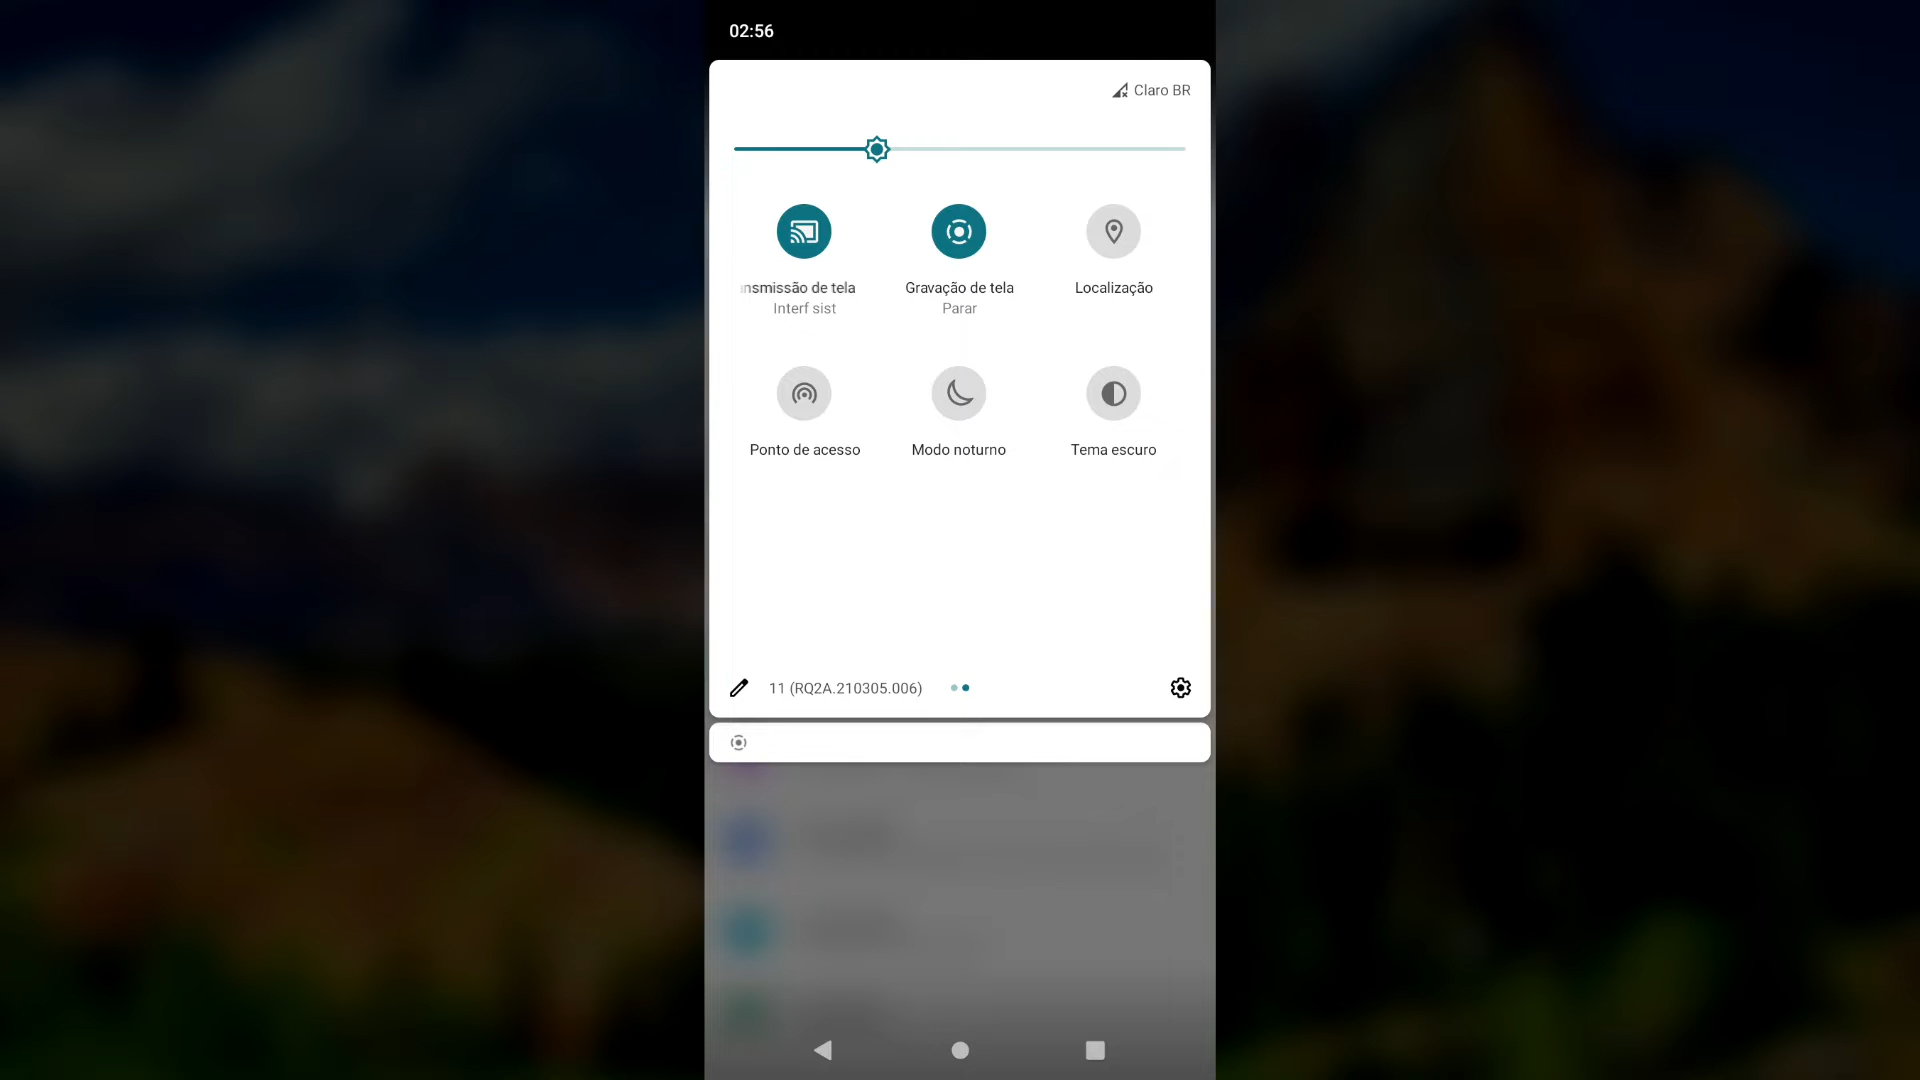 02:56
Claro BR
nsmissão de tela
Interf sist
Gravação de tela
Parar
Localização
Ponto de acesso
Modo noturno
Tema escuro
11 (RQ2A.210305.006)